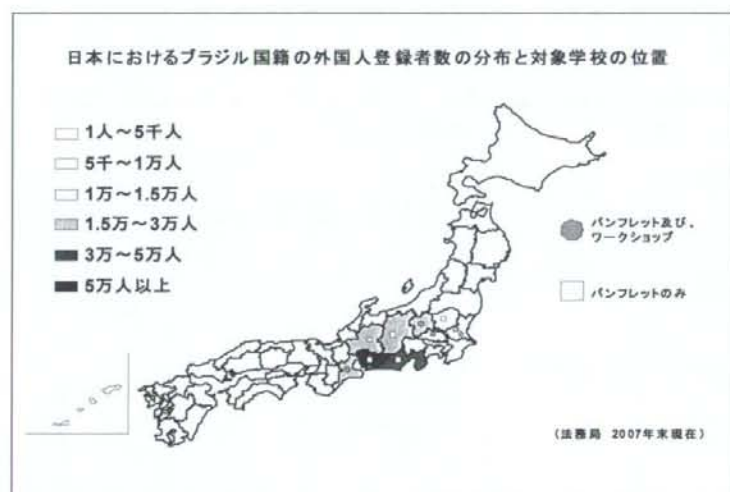 日本におけるブラジル国籍の外国人登録者数の分布と対象学校の位置
1人～5千人
5千～1万人
1万～1.5万人
1.5万～3万人
3万～5万人
5万人以上
パンフレット及び、
ワークショップ
パンフレットのみ
(法務局 2007年末現在)